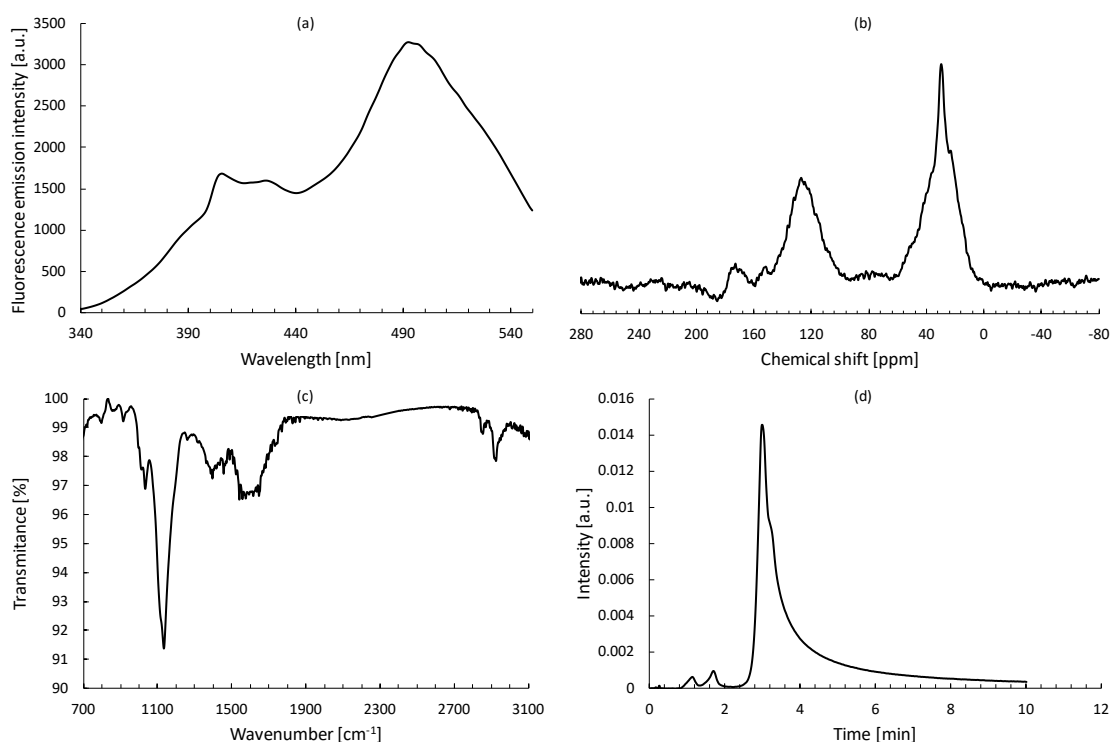 (a)
3500
3000
2500
2000
1500
1000
500
0
340 390 440 490 540
Fluorescence emission intensity [a.u.]
Wavelength [nm]
(b)
280 240 200 160 120 80 40 0 -40 -80
Chemical shift [ppm]
(c)
100
99
98
97
96
95
94
93
92
91
90
700 1100 1500 1900 2300 2700 3100
Transmitance [%]
Wavenumber [cm⁻¹]
(d)
0.016
0.014
0.012
0.01
0.008
0.006
0.004
0.002
0
0 2 4 6 8 10 12
Intensity [a.u.]
Time [min]